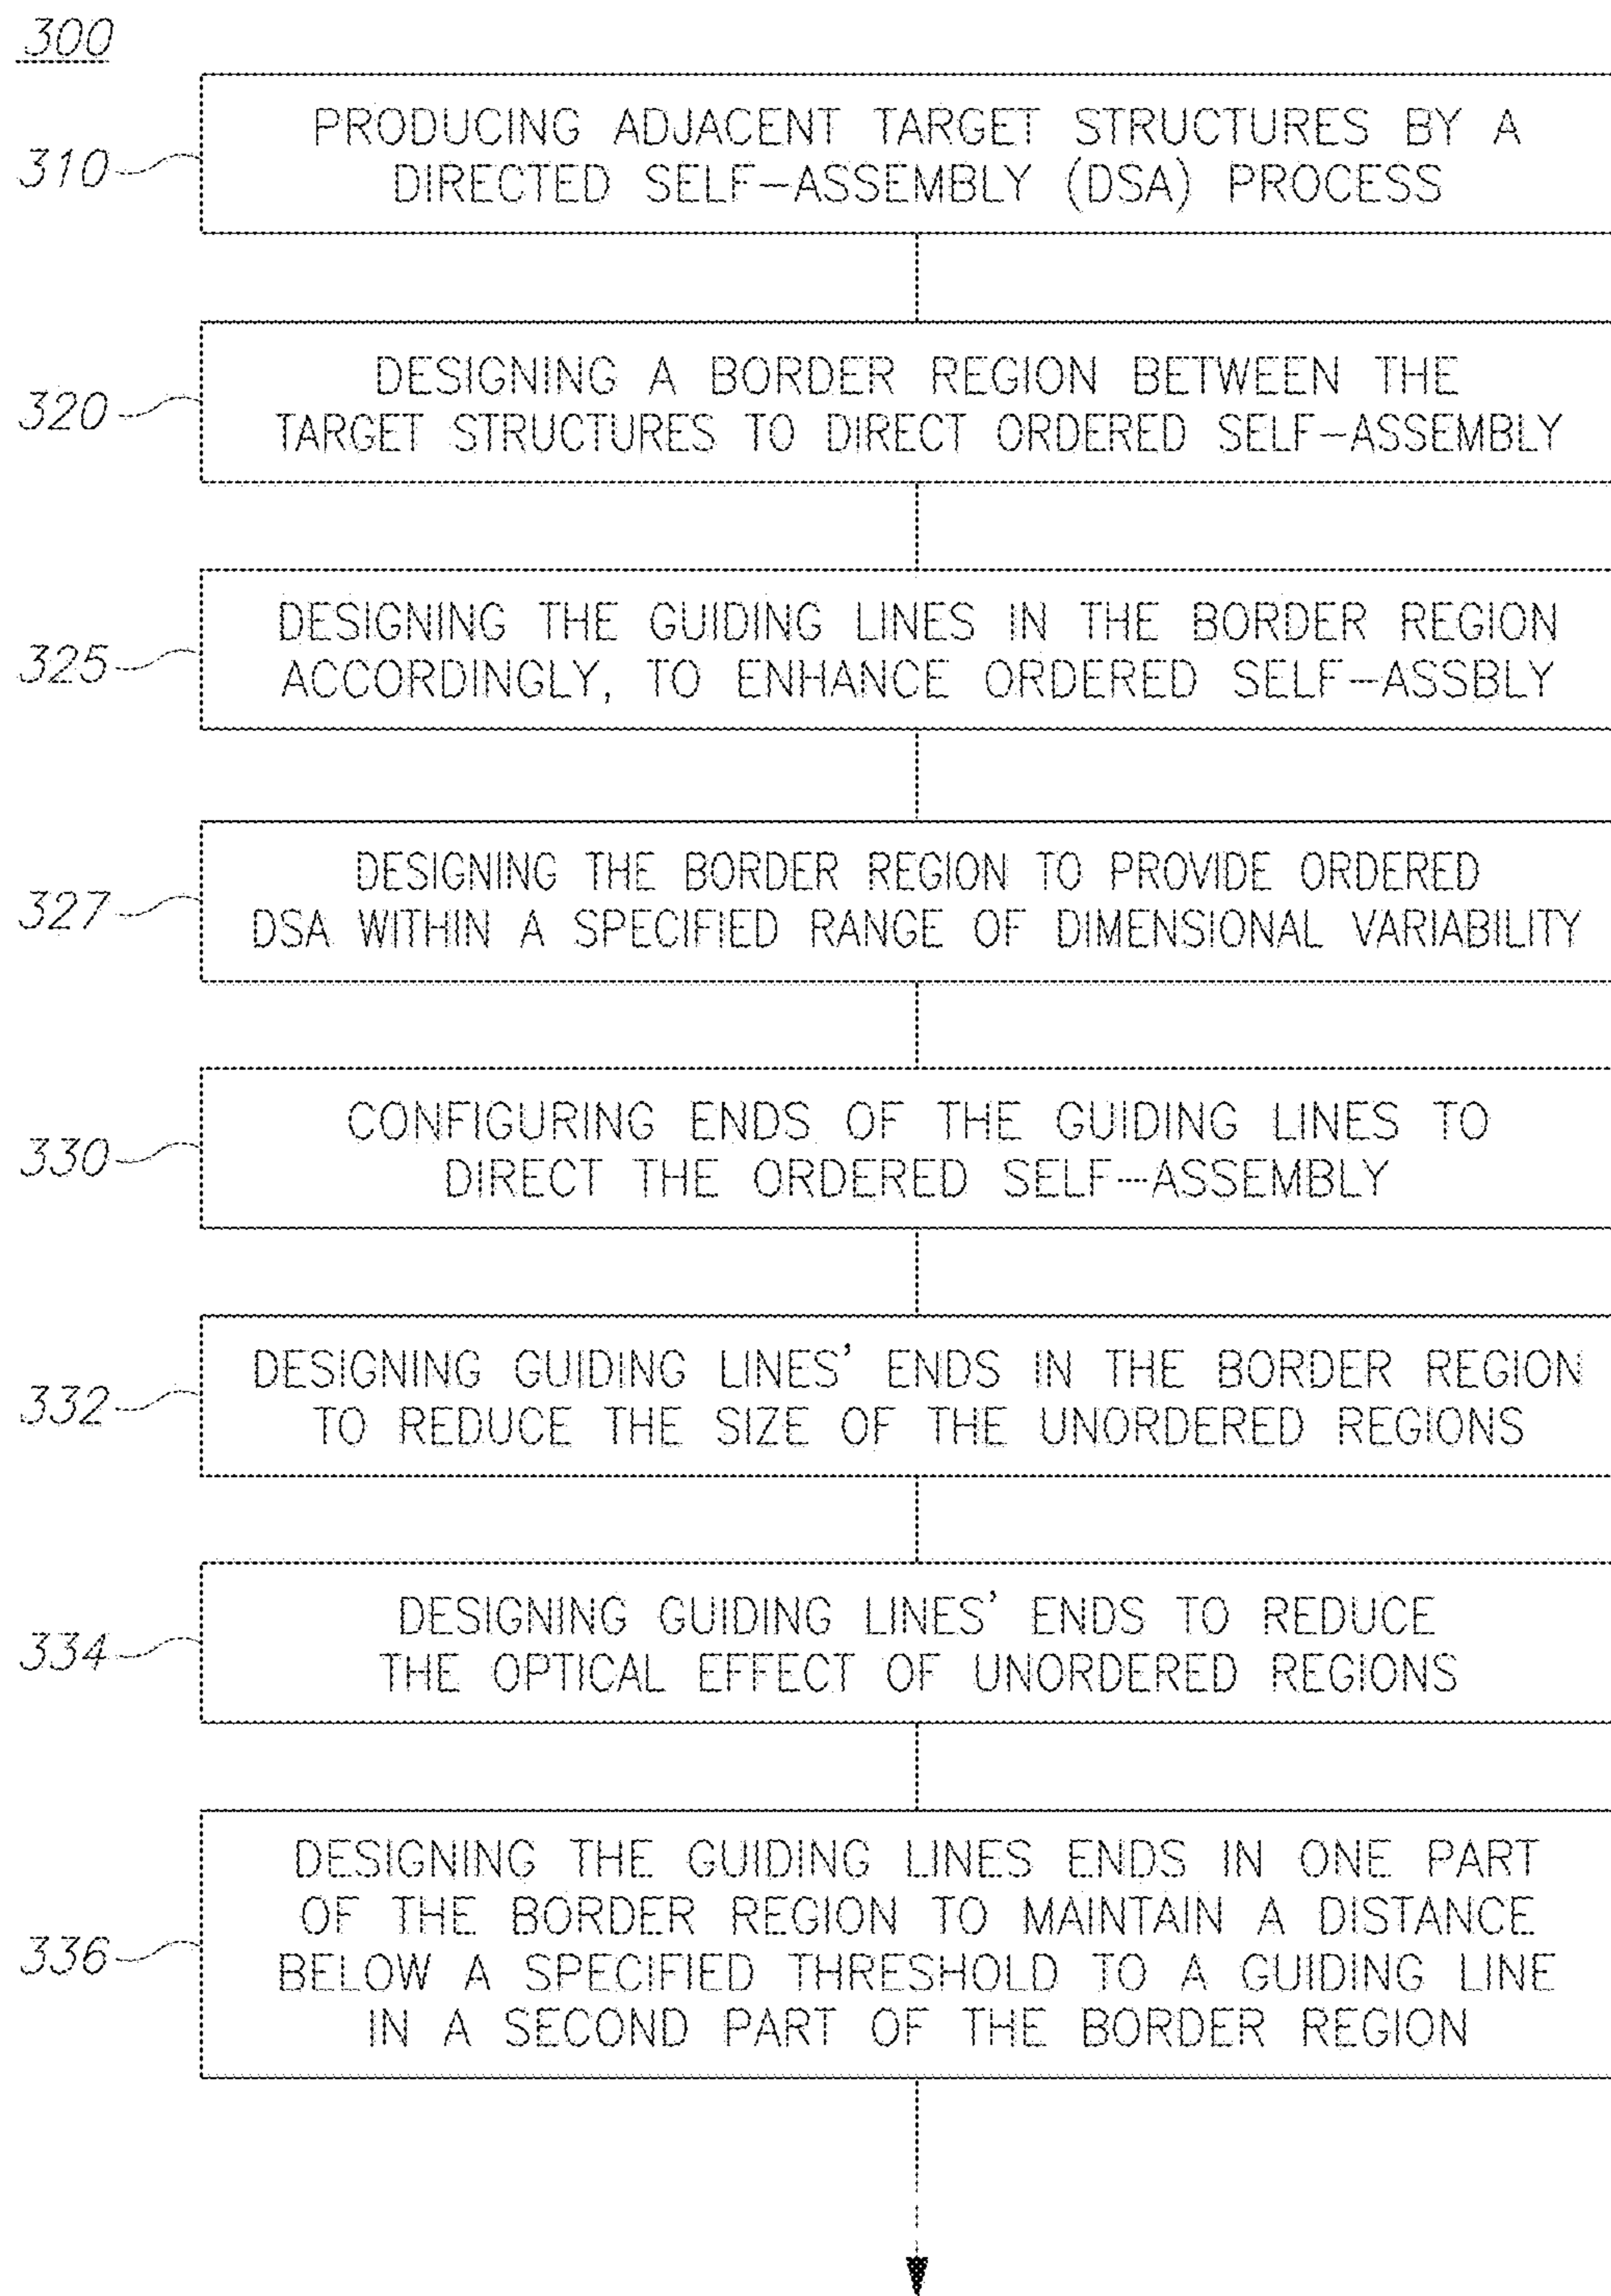 300
310
PRODUCING ADJACENT TARGET STRUCTURES BY A
DIRECTED SELF-ASSEMBLY (DSA) PROCESS
320
DESIGNING A BORDER REGION BETWEEN THE
TARGET STRUCTURES TO DIRECT ORDERED SELF-ASSEMBLY
325
DESIGNING THE GUIDING LINES IN THE BORDER REGION
ACCORDINGLY, TO ENHANCE ORDERED SELF-ASSBLY
327
DESIGNING THE BORDER REGION TO PROVIDE ORDERED
DSA WITHIN A SPECIFIED RANGE OF DIMENSIONAL VARIABILITY
330
CONFIGURING ENDS OF THE GUIDING LINES TO
DIRECT THE ORDERED SELF-ASSEMBLY
332
DESIGNING GUIDING LINES' ENDS IN THE BORDER REGION
TO REDUCE THE SIZE OF THE UNORDERED REGIONS
334
DESIGNING GUIDING LINES' ENDS TO REDUCE
THE OPTICAL EFFECT OF UNORDERED REGIONS
336
DESIGNING THE GUIDING LINES ENDS IN ONE PART
OF THE BORDER REGION TO MAINTAIN A DISTANCE
BELOW A SPECIFIED THRESHOLD TO A GUIDING LINE
IN A SECOND PART OF THE BORDER REGION